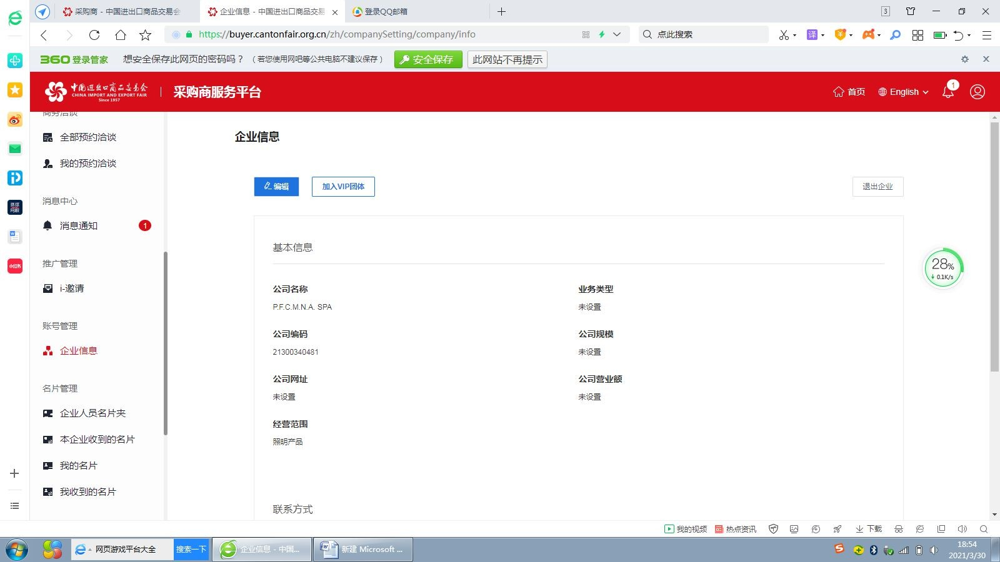 采购商 - 中国进出口商品交易会
企业信息 - 中国进出口商品交易
登录QQ邮箱
3
https://buyer.cantonfair.org.cn/zh/companySetting/company/info
点此搜索
译
360登录管家
想安全保存此网页的密码吗？
（若您使用网吧等公共电脑不建议保存）
安全保存
此网站不再提示
中国进出口商品交易会
CHINA IMPORT AND EXPORT FAIR
Since 1957
采购商服务平台
首页
English
1
商务洽谈
全部预约洽谈
我的预约洽谈
消息中心
消息通知
1
推广管理
i-邀请
账号管理
企业信息
名片管理
企业人员名片夹
本企业收到的名片
我的名片
我收到的名片
企业信息
编辑
加入VIP团体
退出企业
基本信息
公司名称
P.F.C.M.N.A. SPA
业务类型
未设置
公司编码
21300340481
公司规模
未设置
公司网址
未设置
公司营业额
未设置
经营范围
照明产品
联系方式
28%
0.1K/s
环球
网校
小红书
我的视频
热点资讯
下载
网页游戏平台大全
搜索一下
企业信息 - 中国...
新建 Microsoft ...
18:54
2021/3/30